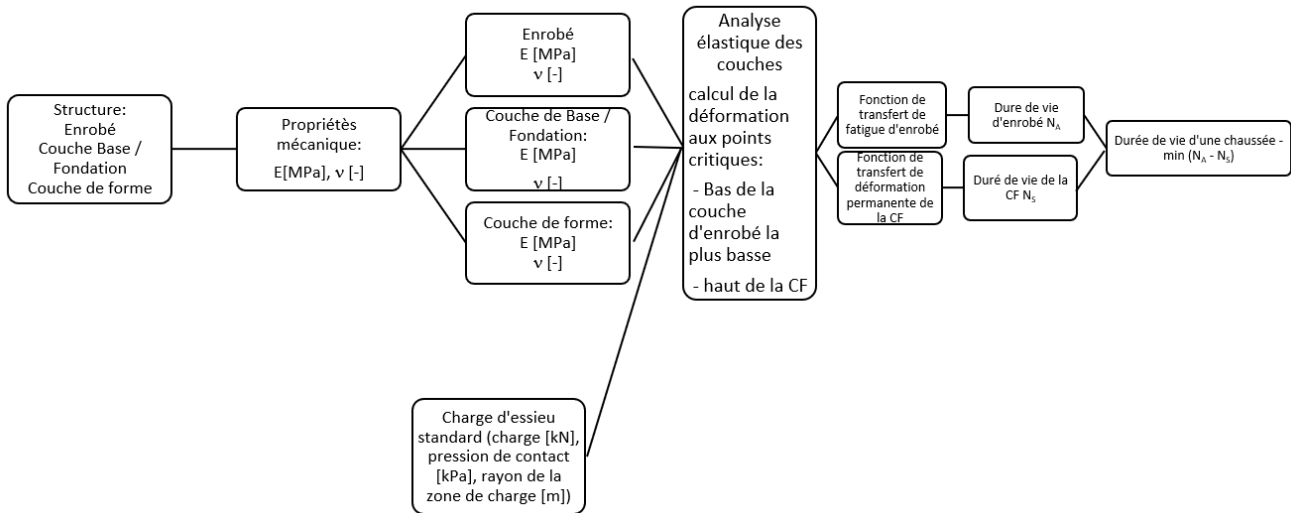 Structure:
Enrobé
Couche Base /
Fondation
Couche de forme
Propriétès
mécanique:
E[MPa], ν [-]
Enrobé
E [MPa]
ν [-]
Couche de Base /
Fondation:
E [MPa]
ν [-]
Couche de forme:
E [MPa]
ν [-]
Charge d'essieu
standard (charge [kN],
pression de contact
[kPa], rayon de la
zone de charge [m])
Analyse
élastique des
couches
calcul de la
déformation
aux points
critiques:
- Bas de la
couche
d'enrobé la
plus basse
- haut de la CF
Fonction de
transfert de
fatigue d'enrobé
Dure de vie
d'enrobé N_A
Fonction de
transfert de
déformation
permanente de
la CF
Duré de vie de la
CF N_S
Durée de vie d'une chaussée -
min (N_A - N_S)